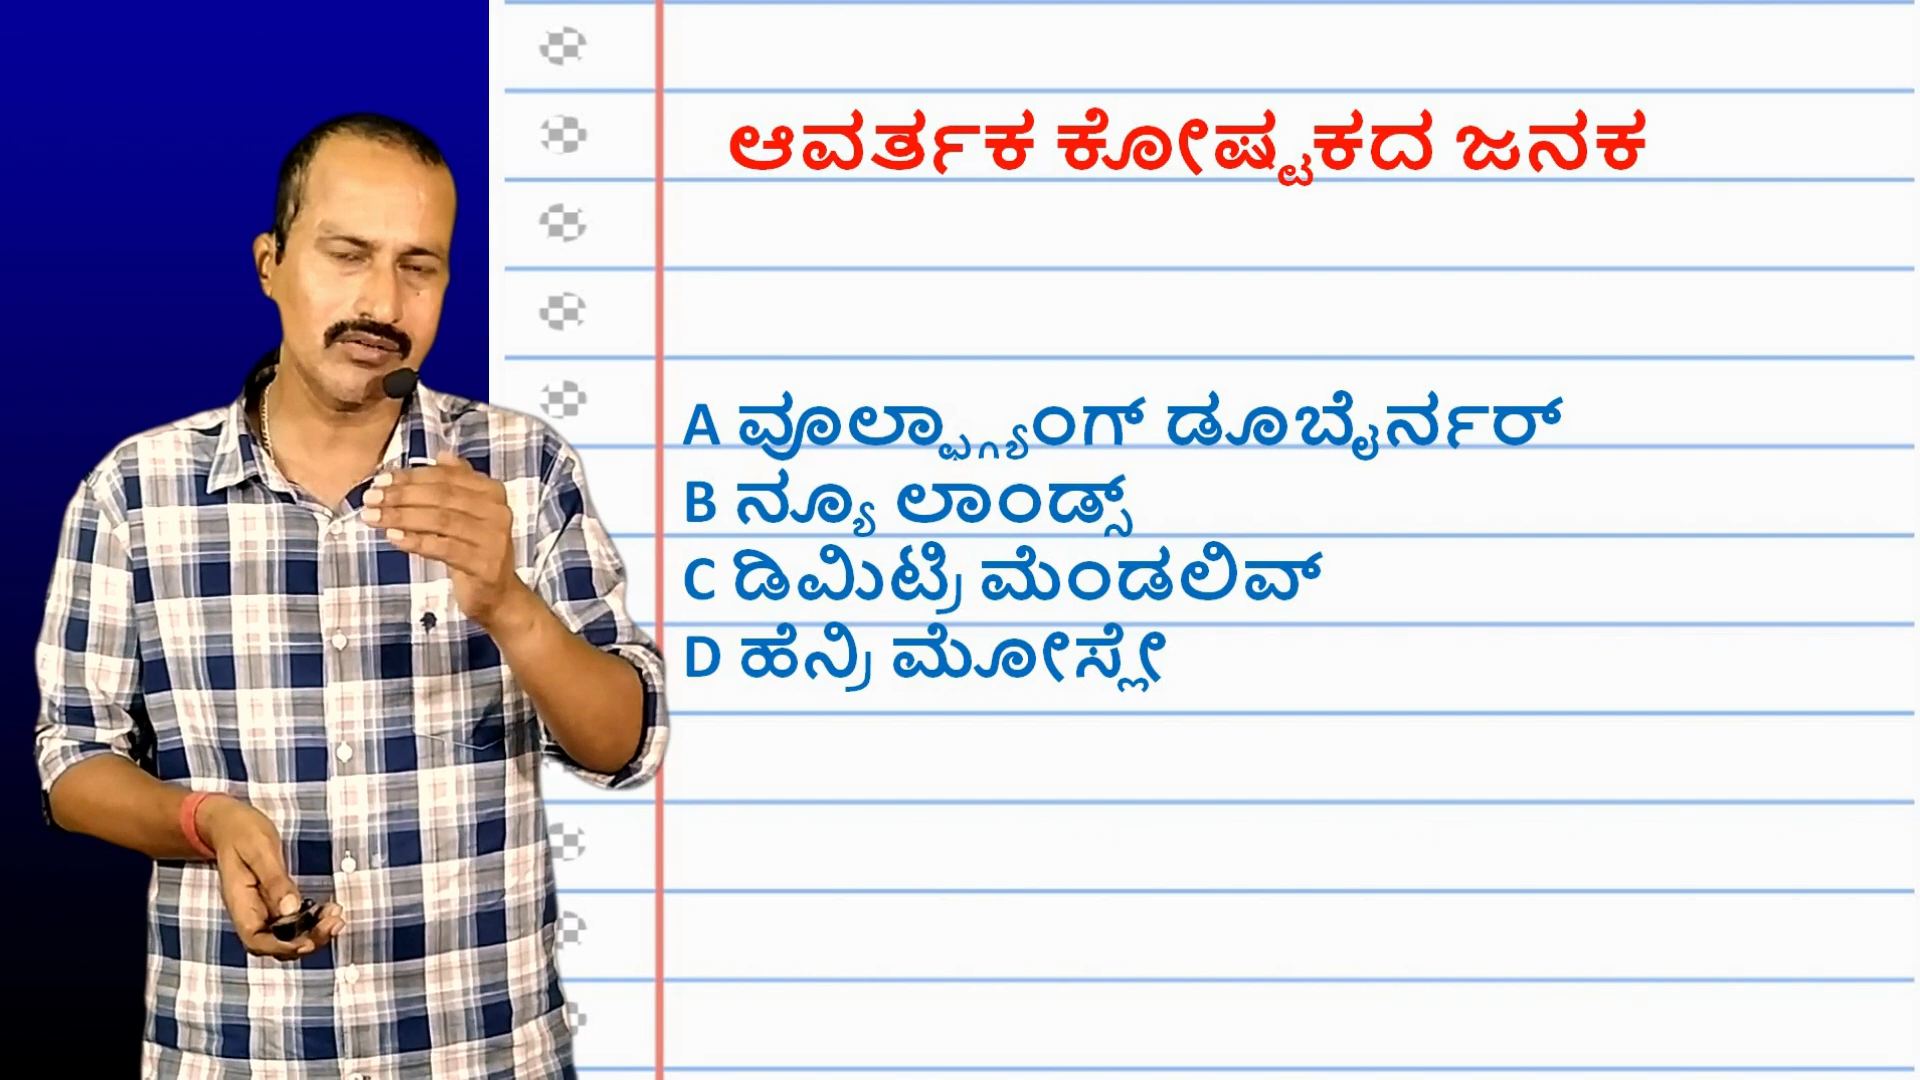 ಆವರ್ತಕ ಕೋಷ್ಟಕದ ಜನಕ
A ವೂಲ್ಫ್ಗ್ಯಾಂಗ್ ಡೂಬೈರ್ನರ್
B ನ್ಯೂ ಲಾಂಡ್ಸ್
C ಡಿಮಿಟ್ರಿ ಮೆಂಡಲಿವ್
D ಹೆನ್ರಿ ಮೋಸ್ಲೇ